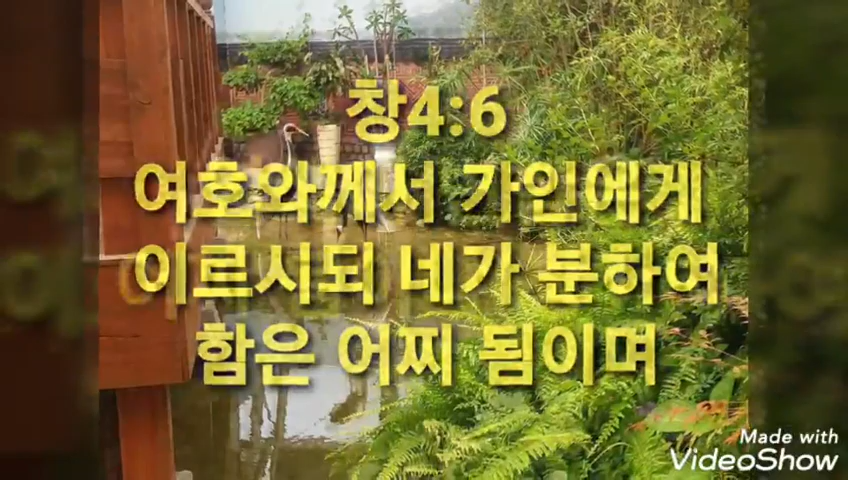 창4:6
여호와께서 가인에게
이르시되 네가 분하여
함은 어찌 됨이며
Made with
VideoShow